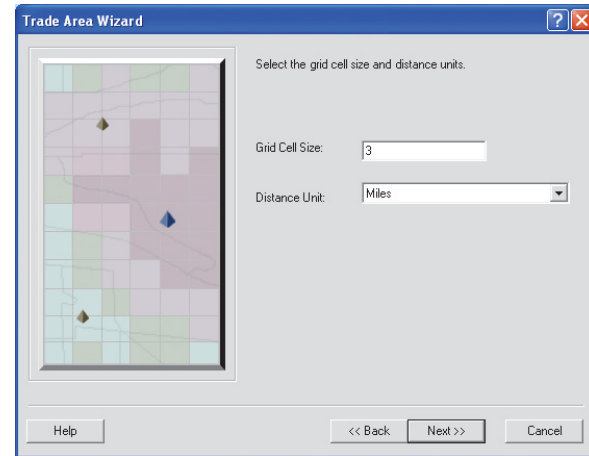 Trade Area Wizard
Select the grid cell size and distance units.
Grid Cell Size: 3
Distance Unit: Miles
Help << Back Next >> Cancel